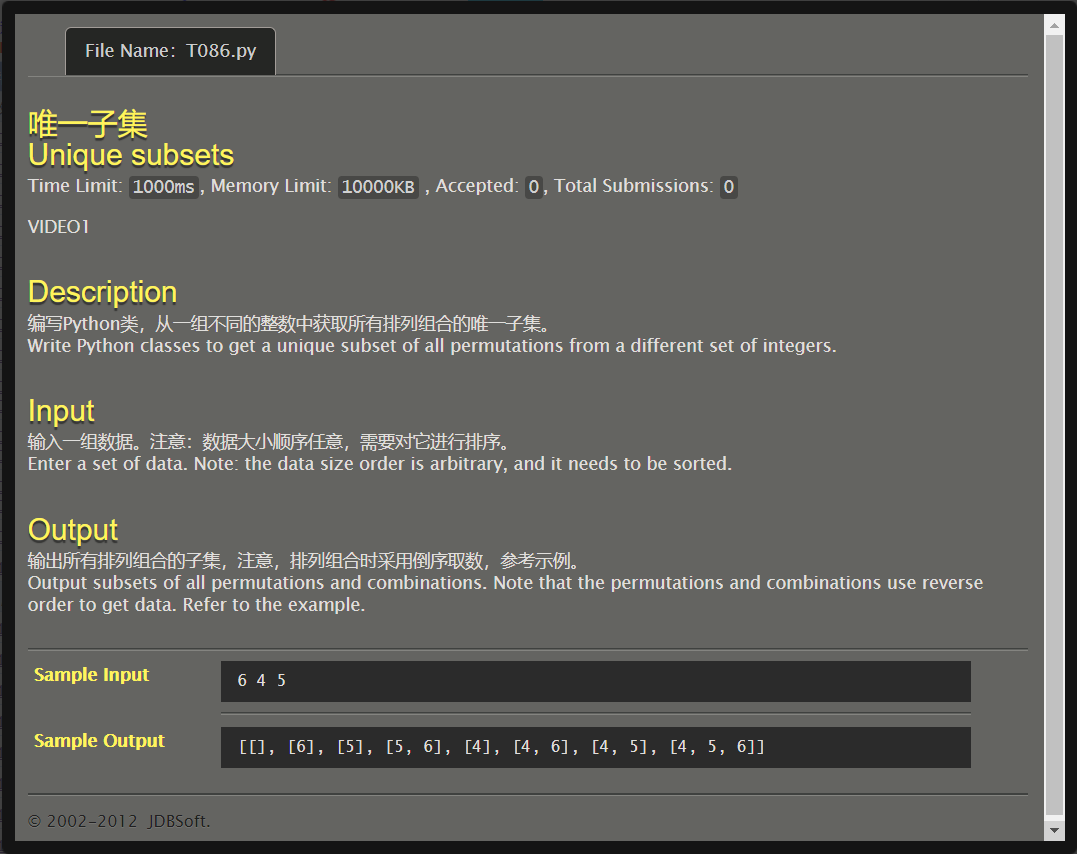 File Name：T086.py
唯一子集
Unique subsets
Time Limit: 1000ms, Memory Limit: 10000KB , Accepted: 0, Total Submissions: 0
VIDEO1
Description
编写Python类，从一组不同的整数中获取所有排列组合的唯一子集。
Write Python classes to get a unique subset of all permutations from a different set of integers.
Input
输入一组数据。注意：数据大小顺序任意，需要对它进行排序。
Enter a set of data. Note: the data size order is arbitrary, and it needs to be sorted.
Output
输出所有排列组合的子集，注意，排列组合时采用倒序取数，参考示例。
Output subsets of all permutations and combinations. Note that the permutations and combinations use reverse
order to get data. Refer to the example.
Sample Input
6 4 5
Sample Output
[[], [6], [5], [5, 6], [4], [4, 6], [4, 5], [4, 5, 6]]
© 2002-2012 JDBSoft.